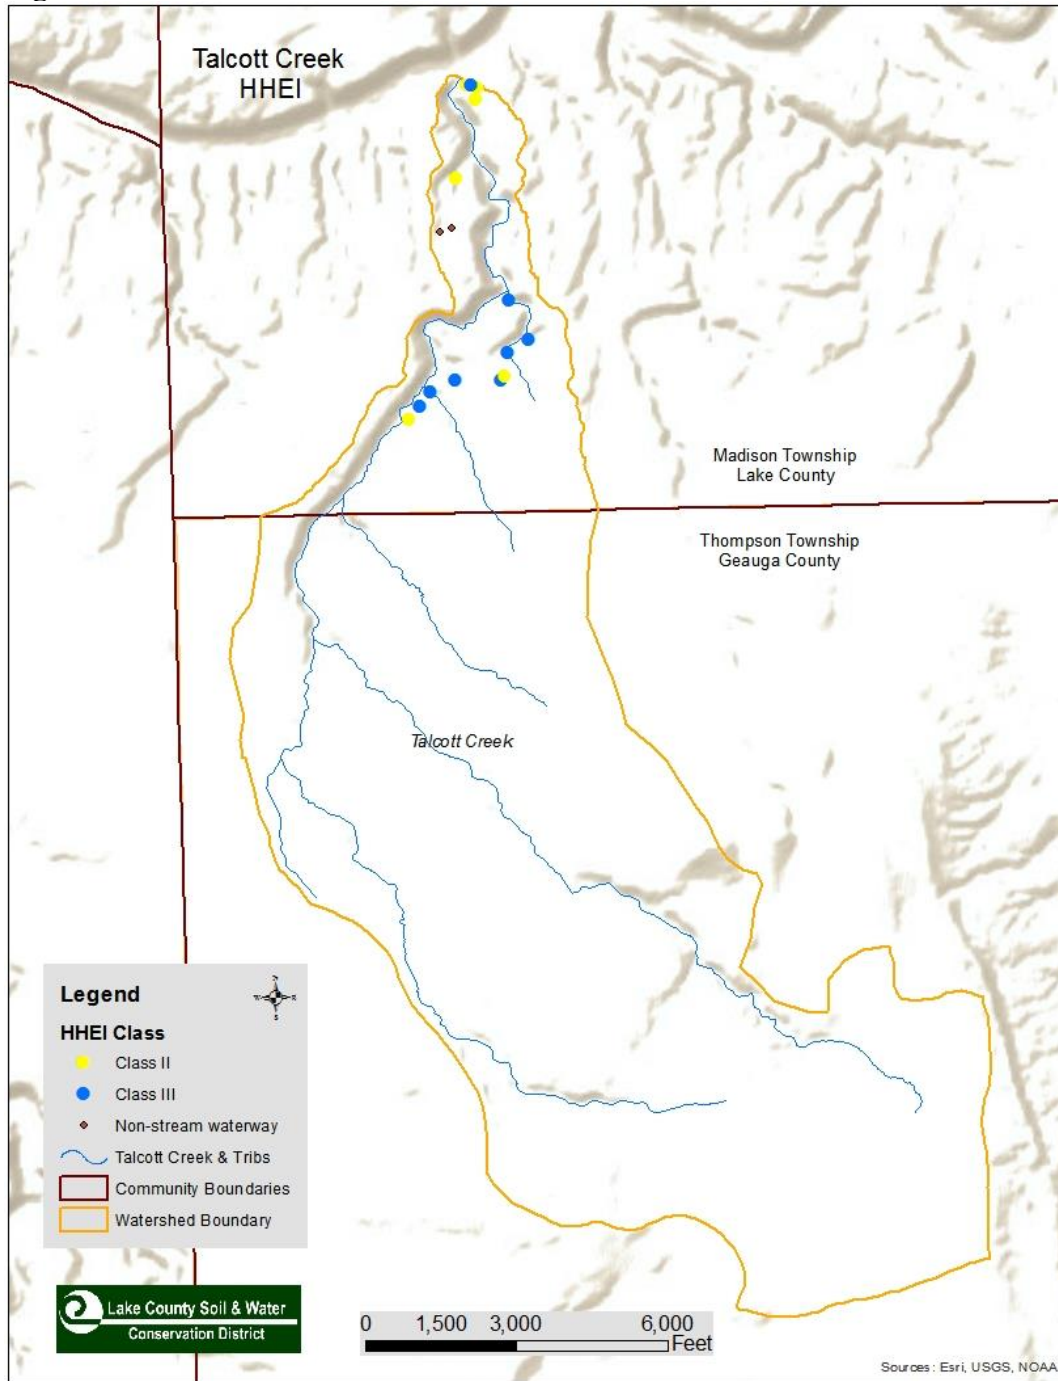 Talcott Creek
HHEI
Madison Township
Lake County
Thompson Township
Geauga County
Talcott Creek
Legend
HHEI Class
Class II
Class III
Non-stream waterway
Talcott Creek & Tribs
Community Boundaries
Watershed Boundary
Lake County Soil & Water
Conservation District
0 1,500 3,000 6,000
Feet
Sources: Esri, USGS, NOAA